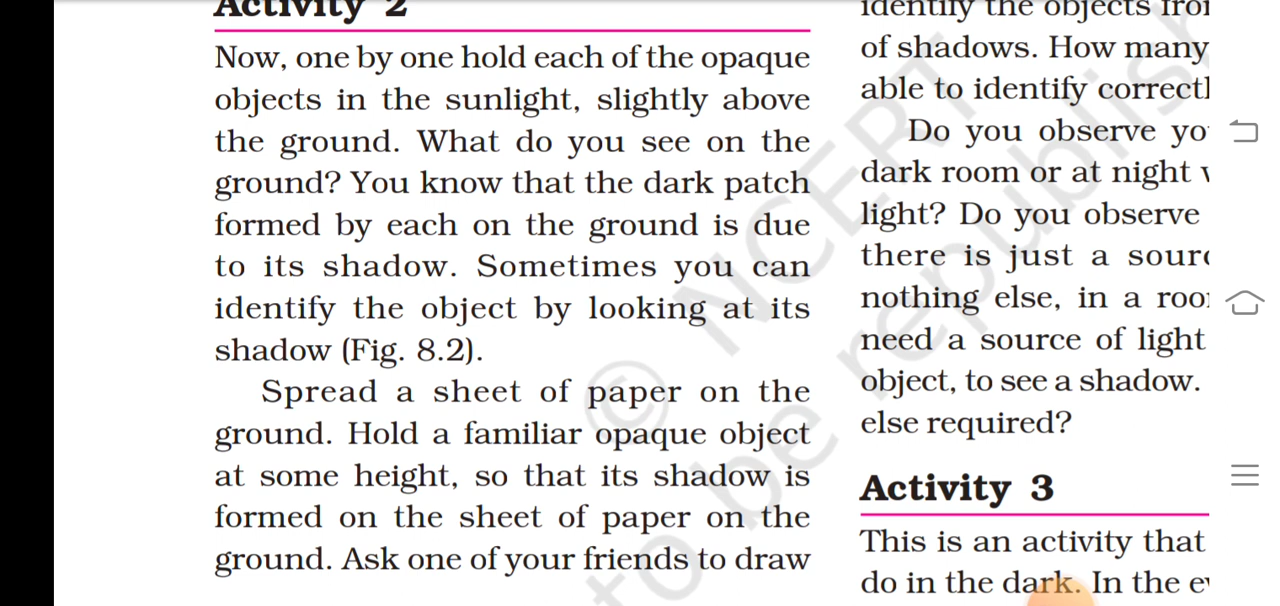 Activity 2
Now, one by one hold each of the opaque
objects in the sunlight, slightly above
the ground. What do you see on the
ground? You know that the dark patch
formed by each on the ground is due
to its shadow. Sometimes you can
identify the object by looking at its
shadow (Fig. 8.2).
Spread a sheet of paper on the
ground. Hold a familiar opaque object
at some height, so that its shadow is
formed on the sheet of paper on the
ground. Ask one of your friends to draw
identify the objects
of shadows. How many
able to identify
Do you observe
dark room or at night
light? Do you observe
there is just a
nothing else, in a
need a source of light
object, to see a shadow.
else required?
Activity 3
This is an activity that
do in the dark. In the
© NCERT
to be republish